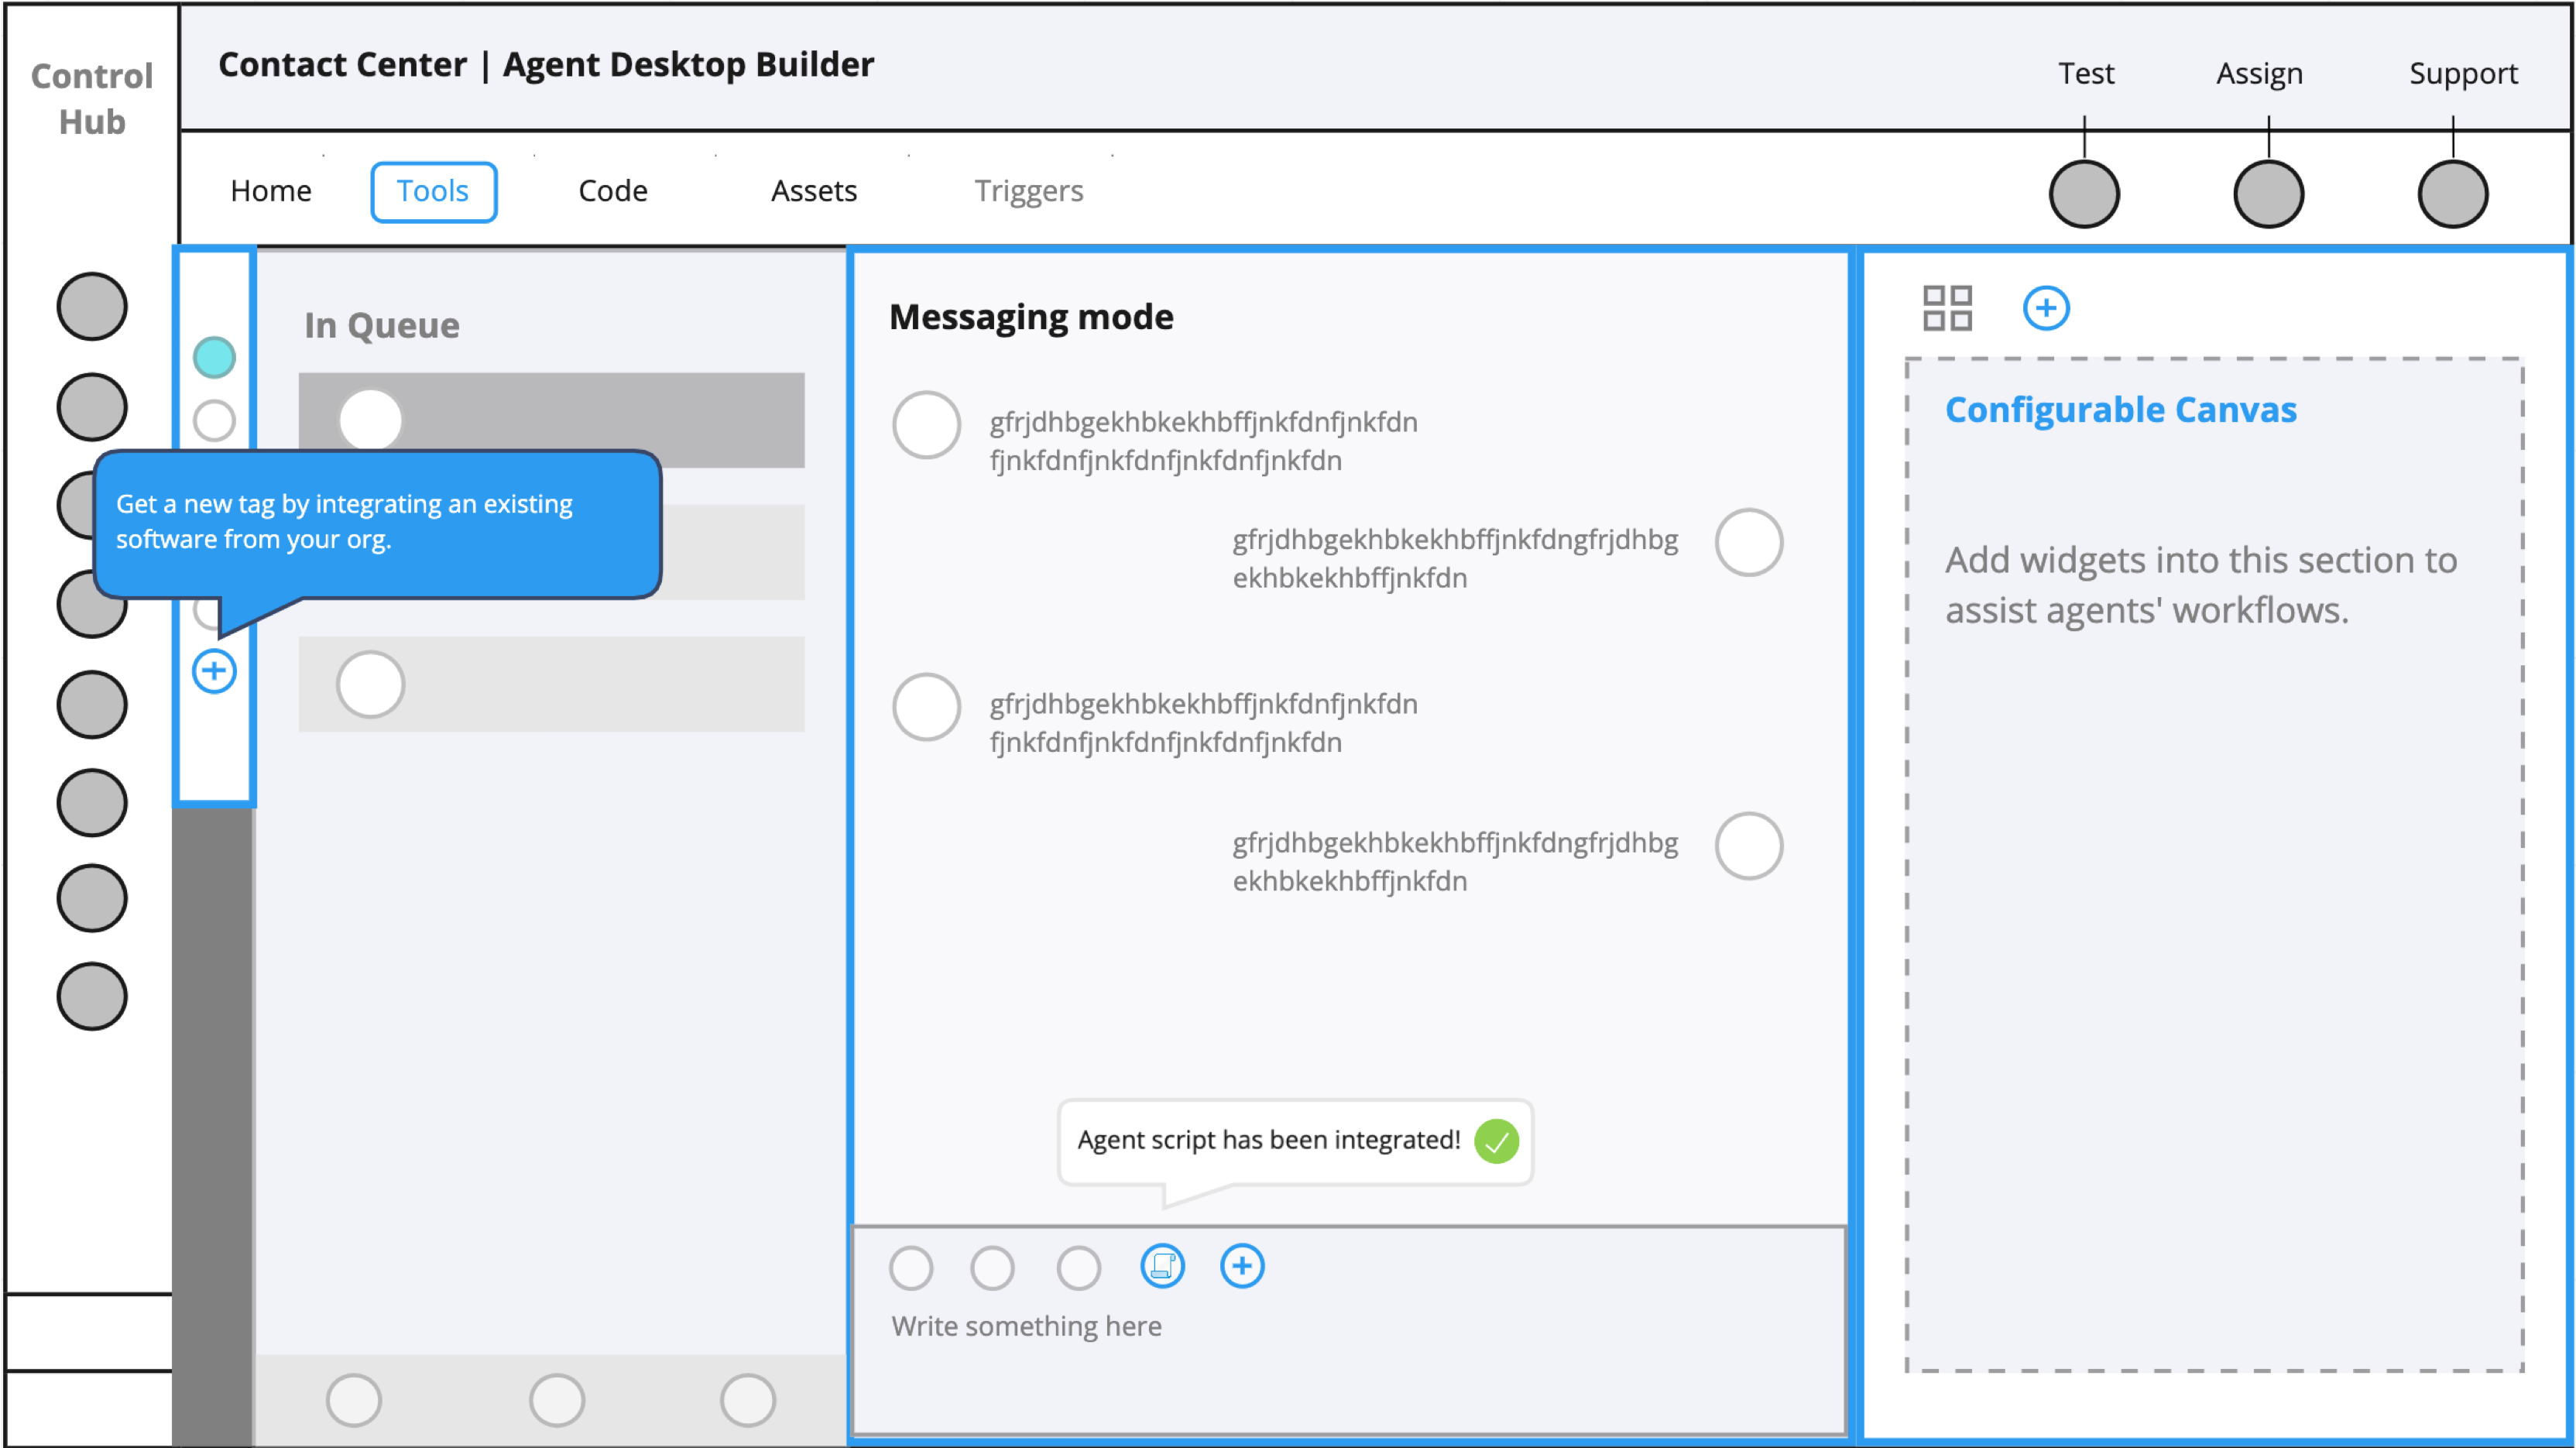 Control
Hub
Contact Center | Agent Desktop Builder
Test
Assign
Support
Home
Tools
Code
Assets
Triggers
In Queue
Get a new tag by integrating an existing
software from your org.
Messaging mode
gfrjdhbgekhbkekhbffjnkfdnfjnkfdn
fjnkfdnfjnkfdnfjnkfdnfjnkfdn
gfrjdhbgekhbkekhbffjnkfdngfrjdhbg
ekhbkekhbffjnkfdn
gfrjdhbgekhbkekhbffjnkfdnfjnkfdn
fjnkfdnfjnkfdnfjnkfdnfjnkfdn
gfrjdhbgekhbkekhbffjnkfdngfrjdhbg
ekhbkekhbffjnkfdn
Agent script has been integrated!
Write something here
Configurable Canvas
Add widgets into this section to
assist agents' workflows.